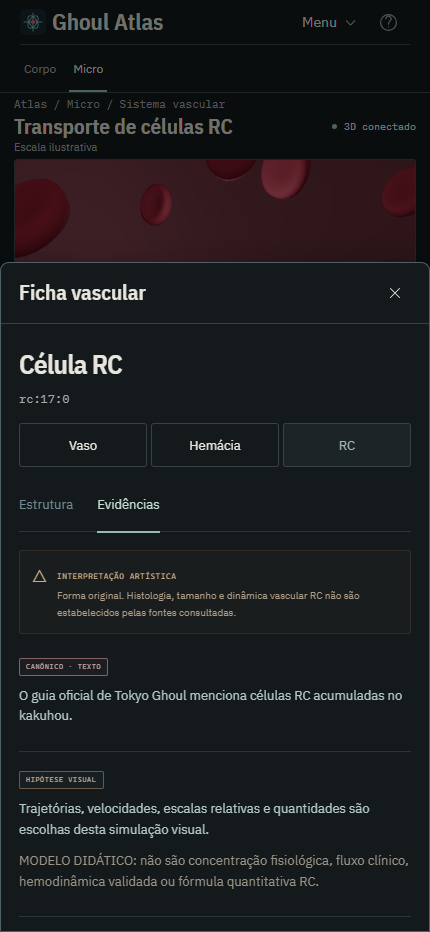 Ghoul Atlas
Menu
Corpo
Micro
Atlas / Micro / Sistema vascular
Transporte de células RC
3D conectado
Escala ilustrativa
Ficha vascular
Célula RC
rc:17:0
Vaso
Hemácia
RC
Estrutura
Evidências
INTERPRETAÇÃO ARTÍSTICA
Forma original. Histologia, tamanho e dinâmica vascular RC não são
estabelecidos pelas fontes consultadas.
CANÔNICO · TEXTO
O guia oficial de Tokyo Ghoul menciona células RC acumuladas no
kakuhou.
HIPÓTESE VISUAL
Trajetórias, velocidades, escalas relativas e quantidades são
escolhas desta simulação visual.
MODELO DIDÁTICO: não são concentração fisiológica, fluxo clínico,
hemodinâmica validada ou fórmula quantitativa RC.